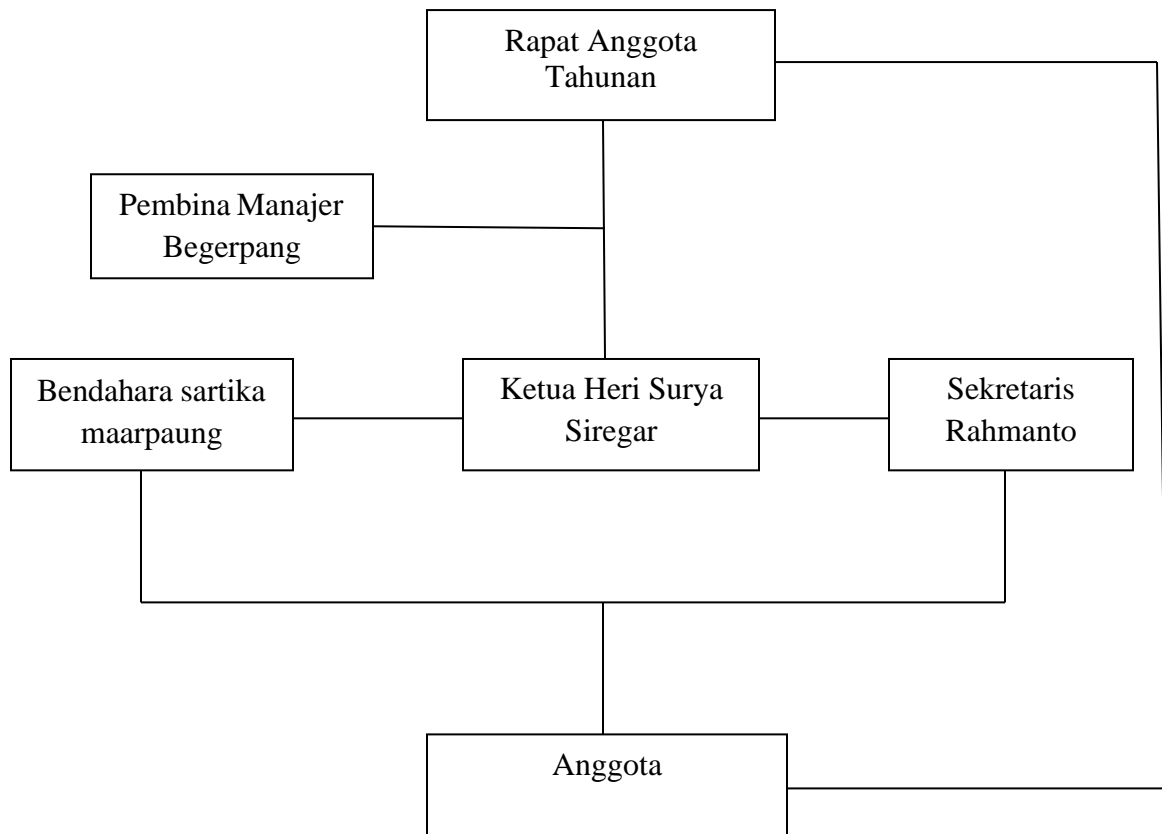 Rapat Anggota
Tahunan
Pembina Manajer
Begerpang
Bendahara sartika
maarpaung
Ketua Heri Surya
Siregar
Sekretaris
Rahmanto
Anggota